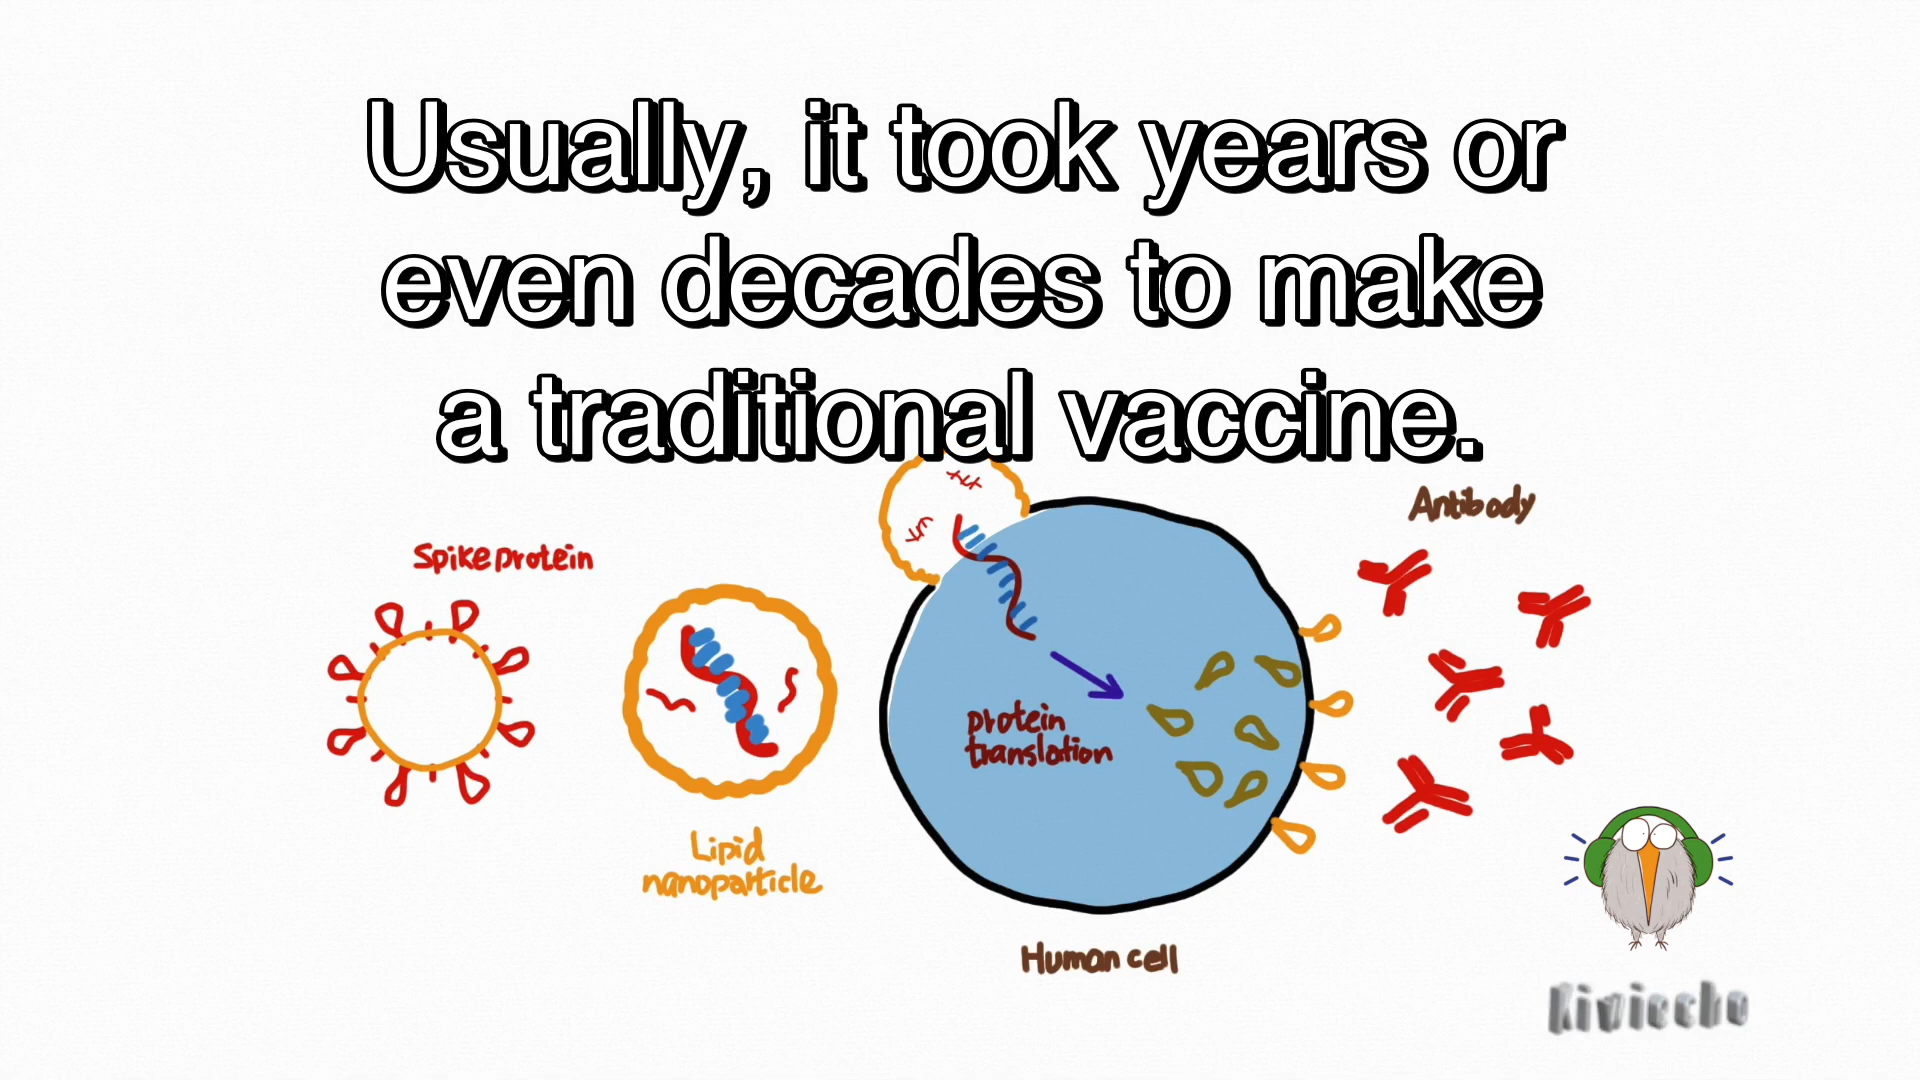 Usually, it took years or
even decades to make
a traditional vaccine.
Antibody
Spike protein
protein
translation
Lipid
nanoparticle
Human cell
Kiwiecho